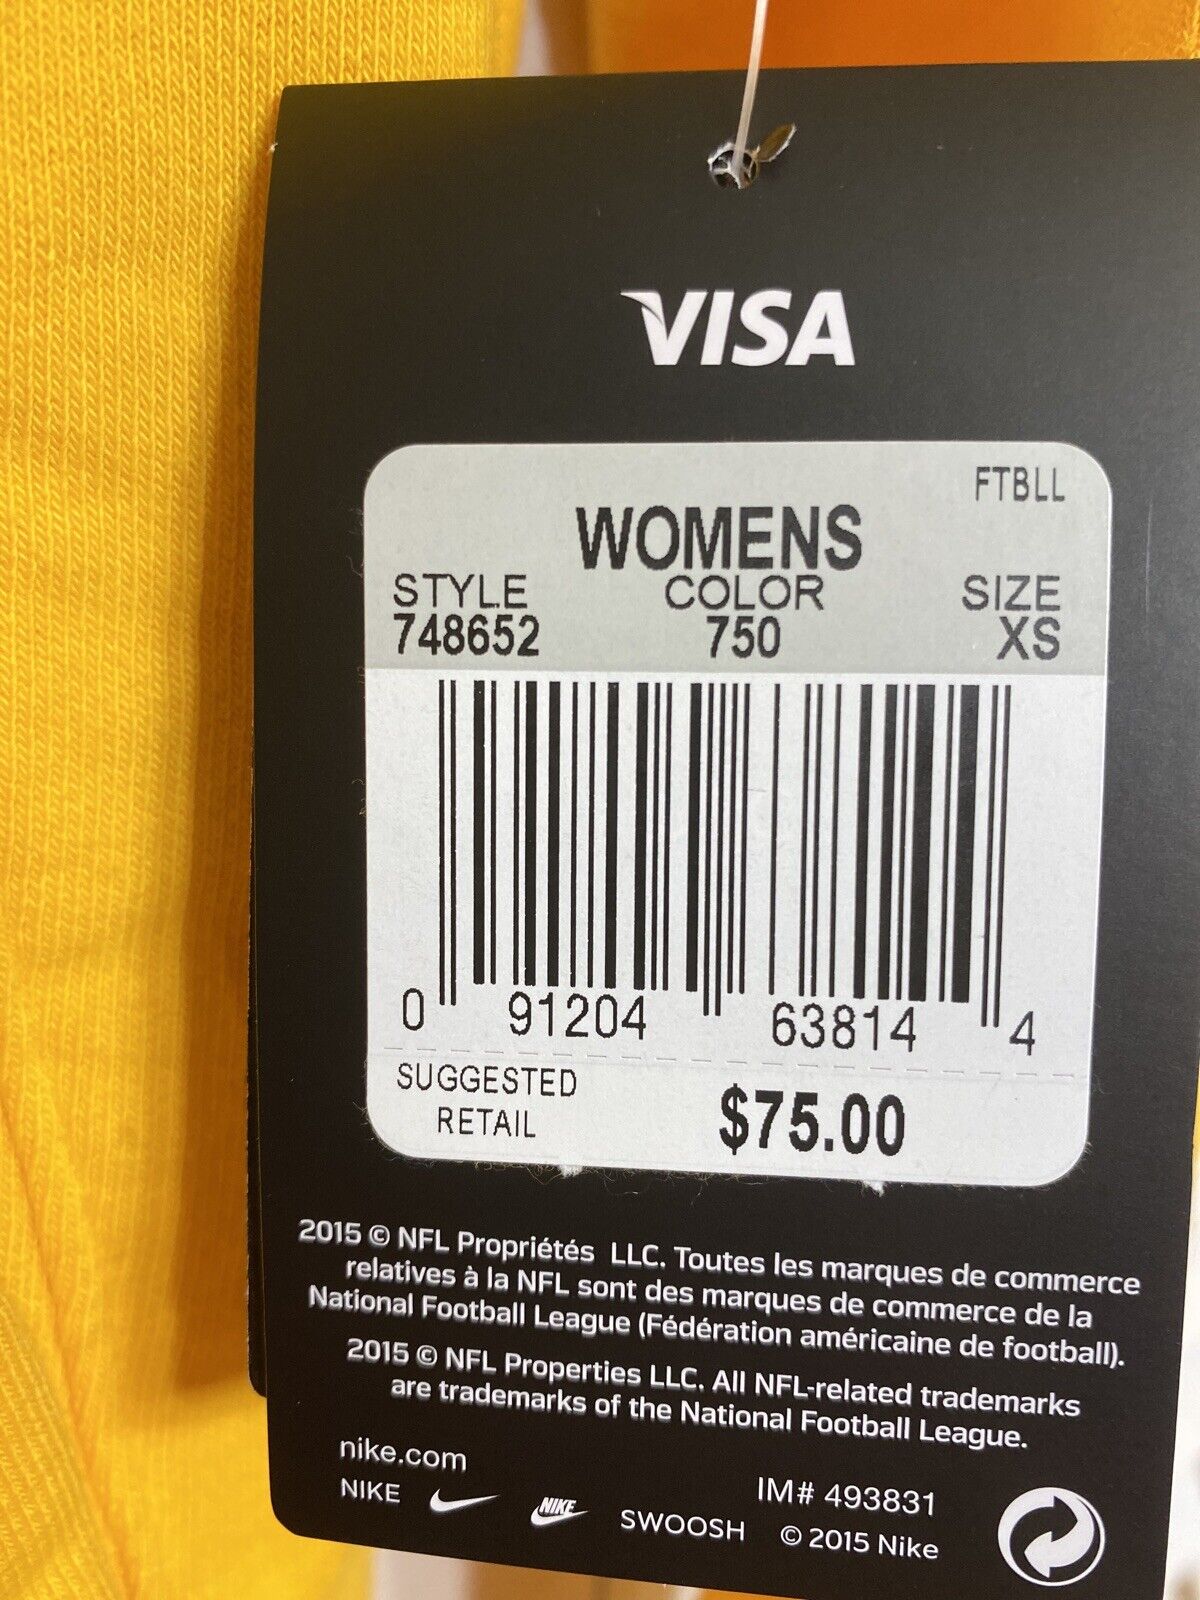 VISA
FTBLL
WOMENS
STYLE COLOR SIZE
748652 750 XS
0 91204 63814 4
SUGGESTED
RETAIL
$75.00
2015 © NFL Propriétés LLC. Toutes les marques de commerce
relatives à la NFL sont des marques de commerce de la
National Football League (Fédération américaine de football).
2015 © NFL Properties LLC. All NFL-related trademarks
are trademarks of the National Football League.
nike.com
IM# 493831
NIKE NIKE SWOOSH © 2015 Nike